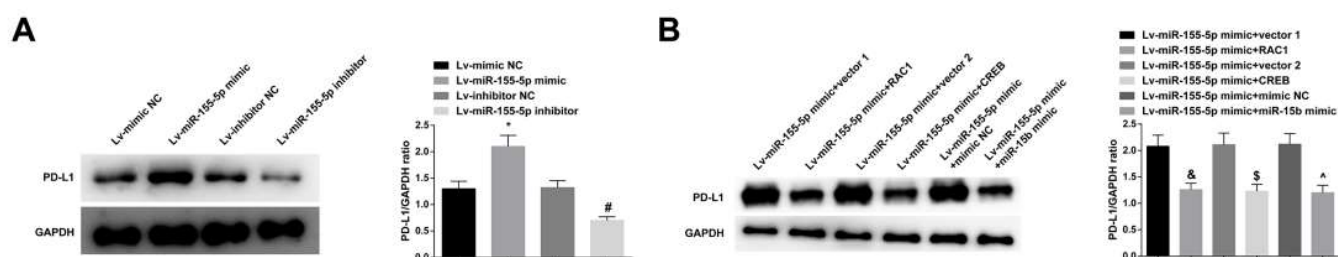 A
Lv-mimic NC
Lv-miR-155-5p mimic
Lv-inhibitor NC
Lv-miR-155-5p inhibitor
PD-L1
GAPDH
Lv-mimic NC
Lv-miR-155-5p mimic
Lv-inhibitor NC
Lv-miR-155-5p inhibitor
PD-L1/GAPDH ratio
2.5
2.0
1.5
1.0
0.5
0.0
*
#
B
Lv-miR-155-5p mimic+vector 1
Lv-miR-155-5p mimic+RAC1
Lv-miR-155-5p mimic+vector 2
Lv-miR-155-5p mimic+CREB
Lv-miR-155-5p mimic
+mimic NC
Lv-miR-155-5p mimic
+miR-15b mimic
PD-L1
GAPDH
Lv-miR-155-5p mimic+vector 1
Lv-miR-155-5p mimic+RAC1
Lv-miR-155-5p mimic+vector 2
Lv-miR-155-5p mimic+CREB
Lv-miR-155-5p mimic+mimic NC
Lv-miR-155-5p mimic+miR-15b mimic
PD-L1/GAPDH ratio
2.5
2.0
1.5
1.0
0.5
0.0
&
$
^